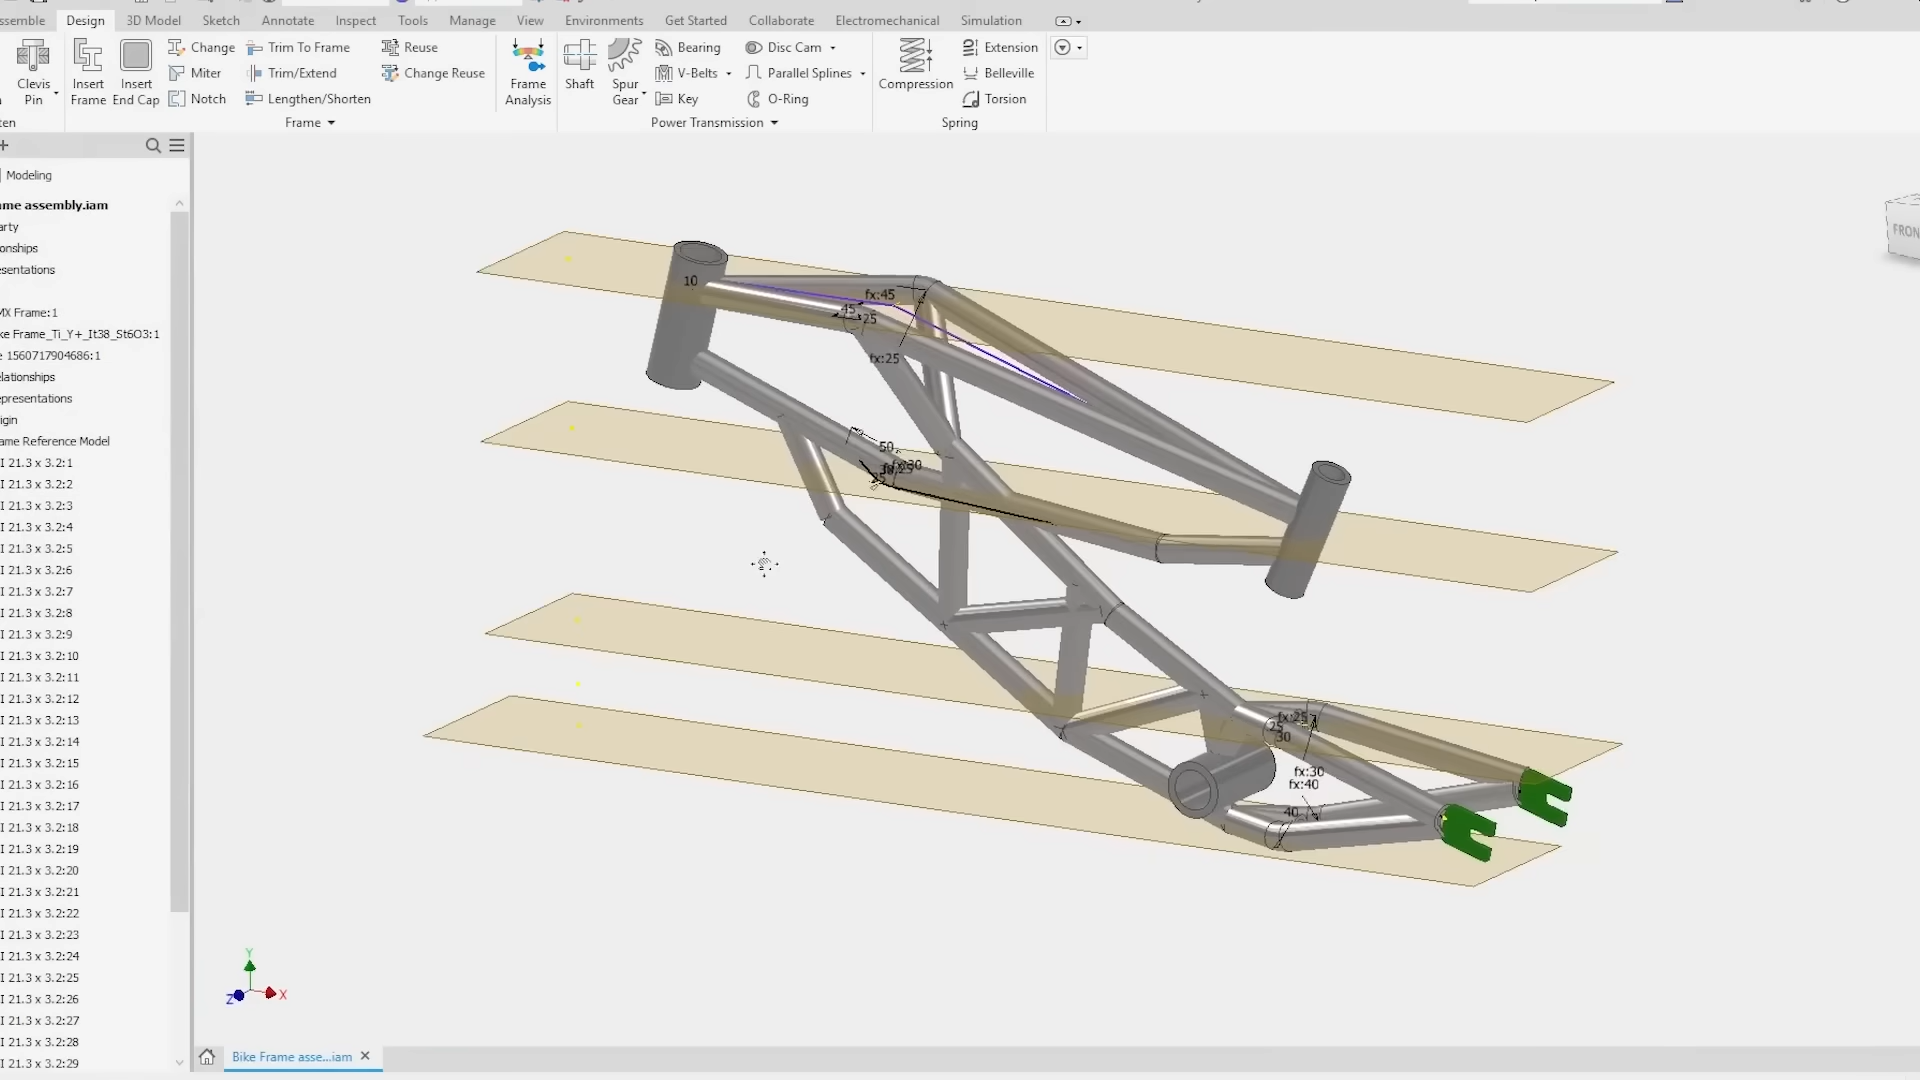 ssemble Design 3D Model Sketch Annotate Inspect Tools Manage View Environments Get Started Collaborate Electromechanical Simulation
Clevis Pin
Insert Frame
Insert End Cap
Change
Miter
Notch
Trim To Frame
Trim/Extend
Lengthen/Shorten
Reuse
Change Reuse
Frame Analysis
Shaft
Spur Gear
Bearing
V-Belts
Key
Disc Cam
Parallel Splines
O-Ring
Compression
Extension
Belleville
Torsion
ten
Frame
Power Transmission
Spring
Modeling
me assembly.iam
arty
onships
esentations
MX Frame:1
ke Frame_Ti_Y+_It38_St6O3:1
e 1560717904686:1
elationships
epresentations
igin
ame Reference Model
I 21.3 x 3.2:1
I 21.3 x 3.2:2
I 21.3 x 3.2:3
I 21.3 x 3.2:4
I 21.3 x 3.2:5
I 21.3 x 3.2:6
I 21.3 x 3.2:7
I 21.3 x 3.2:8
I 21.3 x 3.2:9
I 21.3 x 3.2:10
I 21.3 x 3.2:11
I 21.3 x 3.2:12
I 21.3 x 3.2:13
I 21.3 x 3.2:14
I 21.3 x 3.2:15
I 21.3 x 3.2:16
I 21.3 x 3.2:17
I 21.3 x 3.2:18
I 21.3 x 3.2:19
I 21.3 x 3.2:20
I 21.3 x 3.2:21
I 21.3 x 3.2:22
I 21.3 x 3.2:23
I 21.3 x 3.2:24
I 21.3 x 3.2:25
I 21.3 x 3.2:26
I 21.3 x 3.2:27
I 21.3 x 3.2:28
I 21.3 x 3.2:29
FRON
10
fx:45
45
25
fx:25
50
fx:25
25
30
fx:30
fx:40
40
Y
Z
X
Bike Frame asse...iam